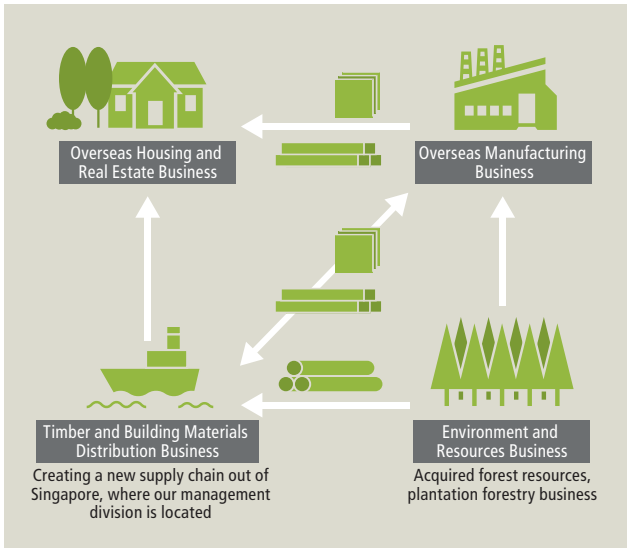 Overseas Housing and
Real Estate Business
Overseas Manufacturing
Business
Timber and Building Materials
Distribution Business
Creating a new supply chain out of
Singapore, where our management
division is located
Environment and
Resources Business
Acquired forest resources,
plantation forestry business